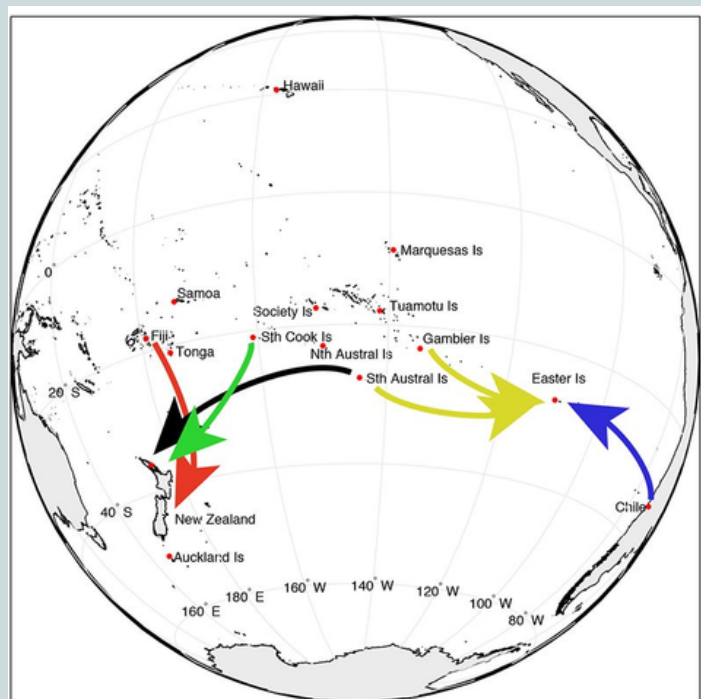 Hawaii
Marquesas Is
0°
Samoa
Society Is
Tuamotu Is
Fiji
Sth Cook Is
Gambier Is
Tonga
Nth Austral Is
Sth Austral Is
Easter Is
20° S
40° S
New Zealand
Chile
Auckland Is
160° E
180° E
160° W
140° W
120° W
100° W
80° W